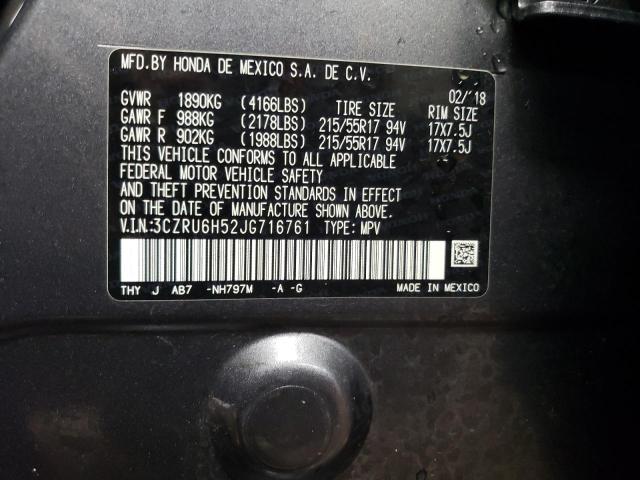 MFD.BY HONDA DE MEXICO S.A. DE C.V.
02/'18
GVWR 1890KG (4166LBS) TIRE SIZE RIM SIZE
GAWR F 988KG (2178LBS) 215/55R17 94V 17X7.5J
GAWR R 902KG (1988LBS) 215/55R17 94V 17X7.5J
THIS VEHICLE CONFORMS TO ALL APPLICABLE
FEDERAL MOTOR VEHICLE SAFETY
AND THEFT PREVENTION STANDARDS IN EFFECT
ON THE DATE OF MANUFACTURE SHOWN ABOVE.
V.I.N:3CZRU6H52JG716761 TYPE: MPV
THY J AB7 -NH797M -A -G MADE IN MEXICO